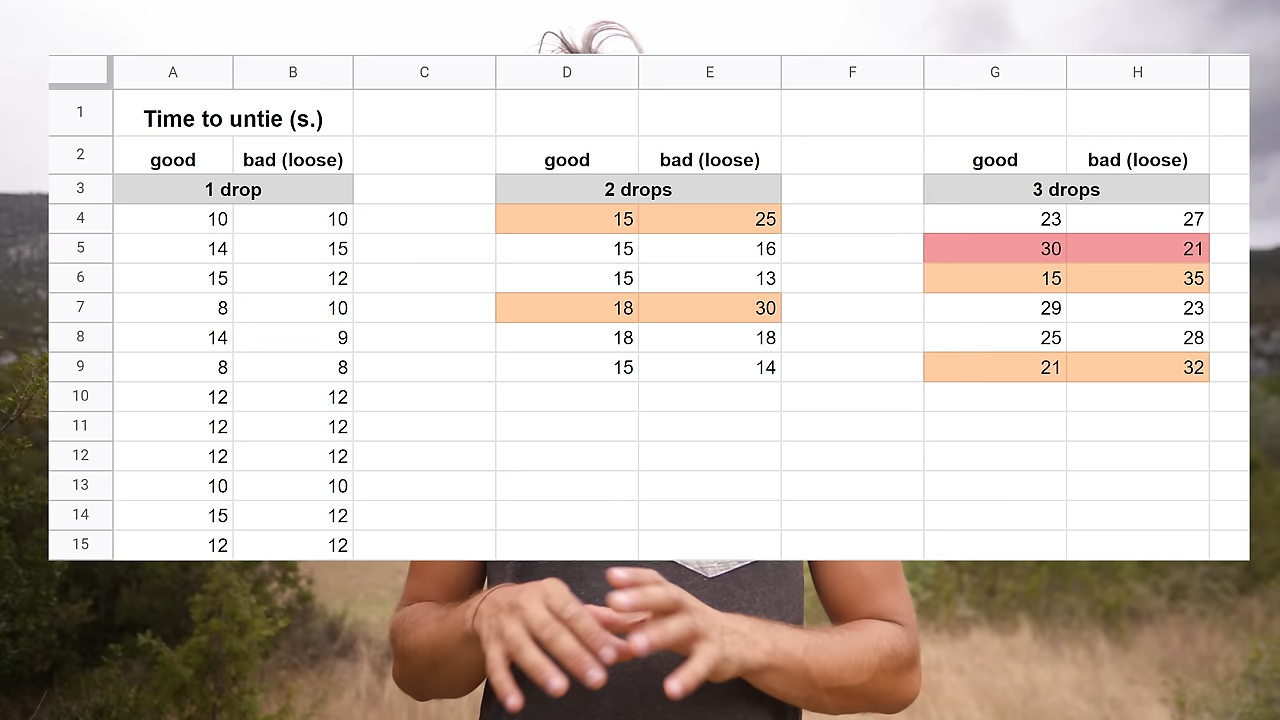 A B C D E F G H
1 Time to untie (s.)
2 good bad (loose) good bad (loose) good bad (loose)
3 1 drop 2 drops 3 drops
4 10 10 15 25 23 27
5 14 15 15 16 30 21
6 15 12 15 13 15 35
7 8 10 18 30 29 23
8 14 9 18 18 25 28
9 8 8 15 14 21 32
10 12 12
11 12 12
12 12 12
13 10 10
14 15 12
15 12 12